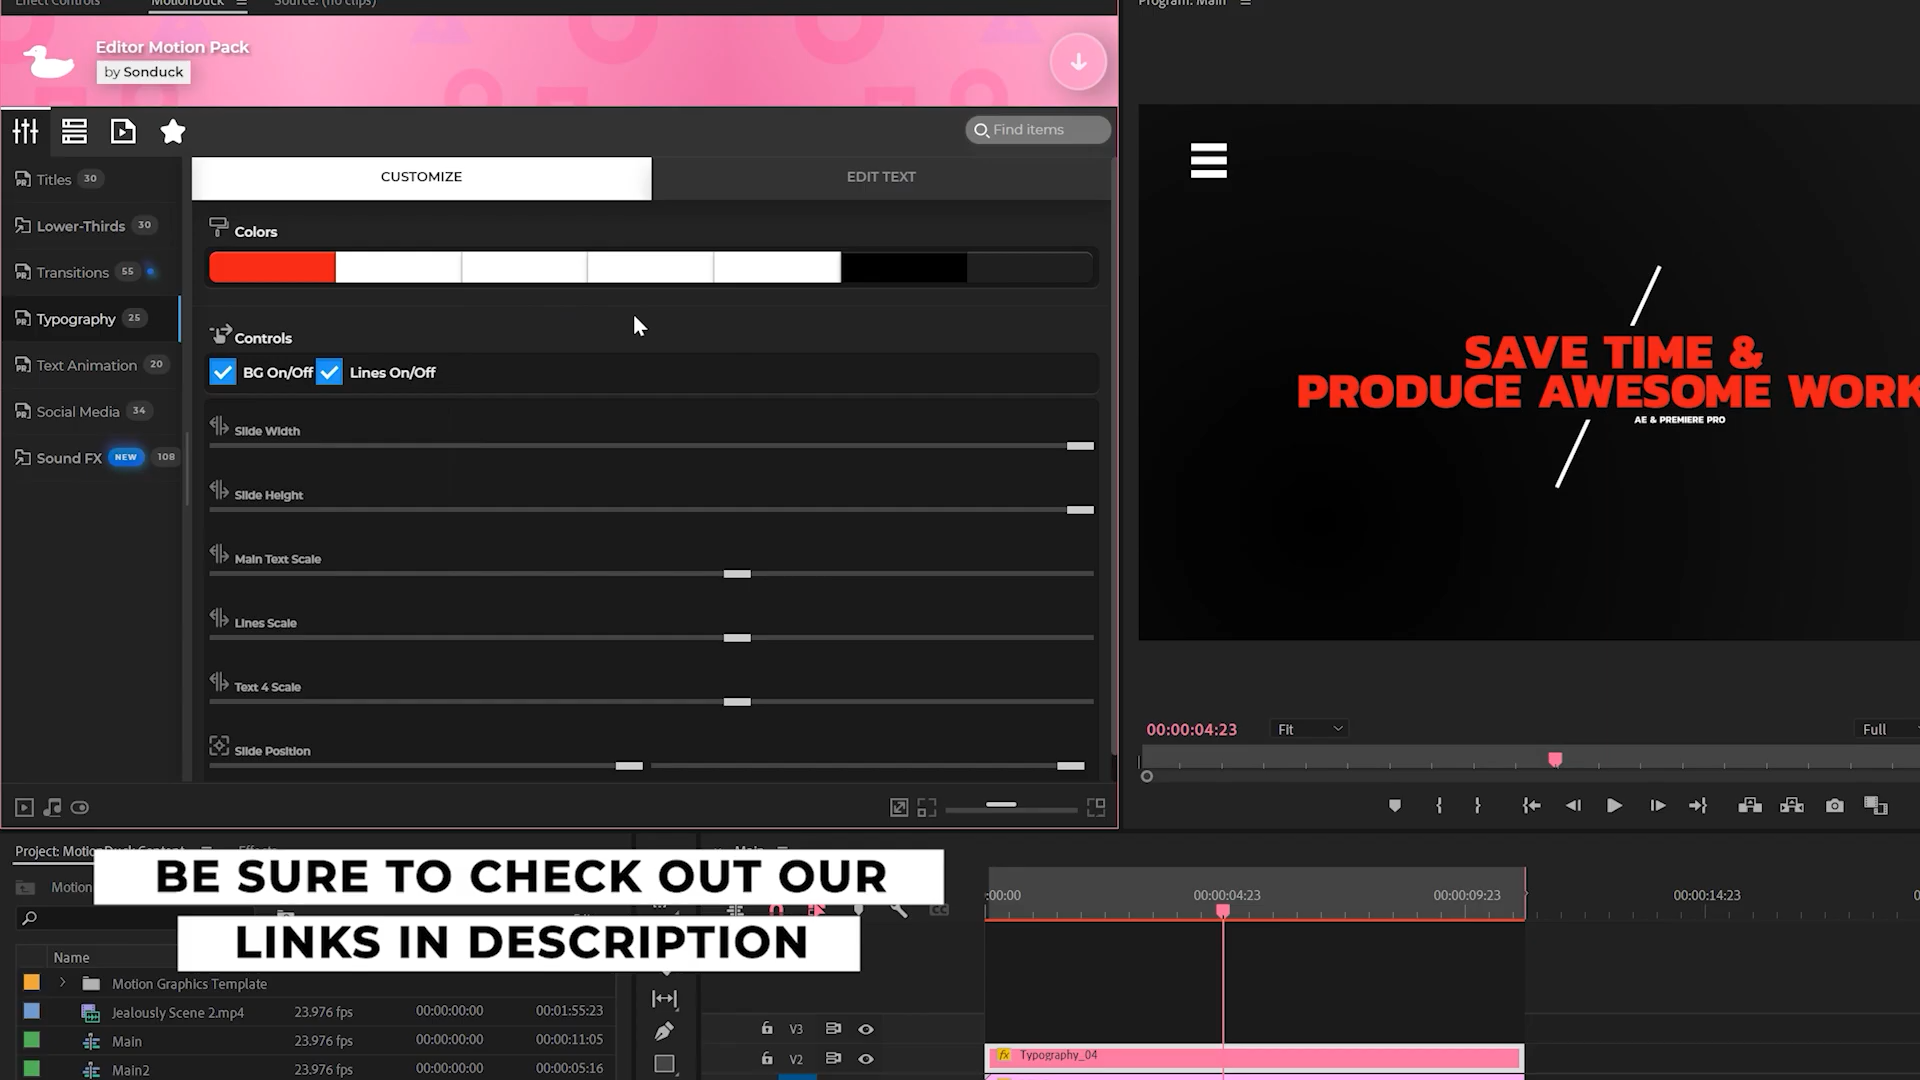 Effect Controls
MotionDuck
Source: (no clips)
Program: Main
Editor Motion Pack
by Sonduck
Find items
Titles 30
Lower-Thirds 30
Transitions 55
Typography 25
Text Animation 20
Social Media 34
Sound FX NEW 108
CUSTOMIZE
EDIT TEXT
Colors
Controls
BG On/Off
Lines On/Off
Slide Width
Slide Height
Main Text Scale
Lines Scale
Text 4 Scale
Slide Position
SAVE TIME &
PRODUCE AWESOME WORK
AE & PREMIERE PRO
00:00:04:23
Fit
Full
BE SURE TO CHECK OUT OUR
LINKS IN DESCRIPTION
Motion
Name
Motion Graphics Template
Jealously Scene 2.mp4 23.976 fps 00:00:00:00 00:01:55:23
Main 23.976 fps 00:00:00:00 00:00:11:05
Main2 23.976 fps 00:00:00:00 00:00:05:16
:00:00 00:00:04:23 00:00:09:23 00:00:14:23
V3
V2
fx Typography_04